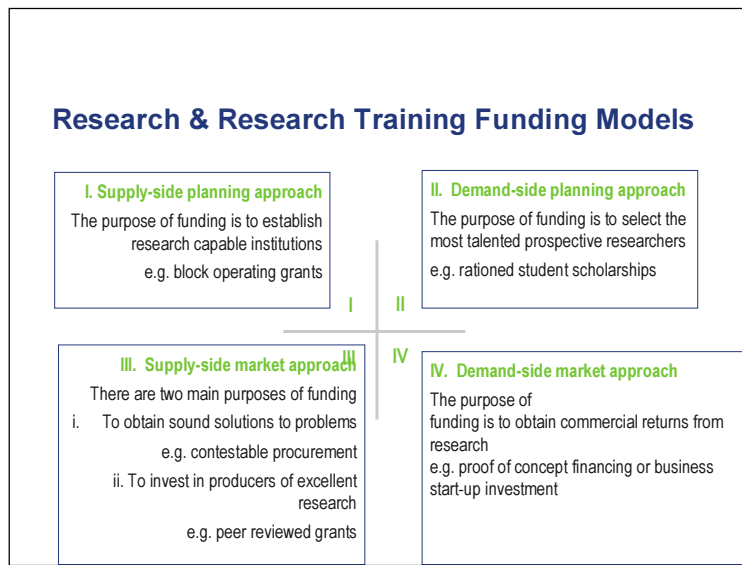 Research & Research Training Funding Models
I. Supply-side planning approach
The purpose of funding is to establish
research capable institutions
e.g. block operating grants
II.  Demand-side planning approach
The purpose of funding is to select the
most talented prospective researchers
e.g. rationed student scholarships
I
II
III
IV
III.  Supply-side market approach
There are two main purposes of funding
i. To obtain sound solutions to problems
e.g. contestable procurement
ii. To invest in producers of excellent
research
e.g. peer reviewed grants
IV.  Demand-side market approach
The purpose of
funding is to obtain commercial returns from
research
e.g. proof of concept financing or business
start-up investment